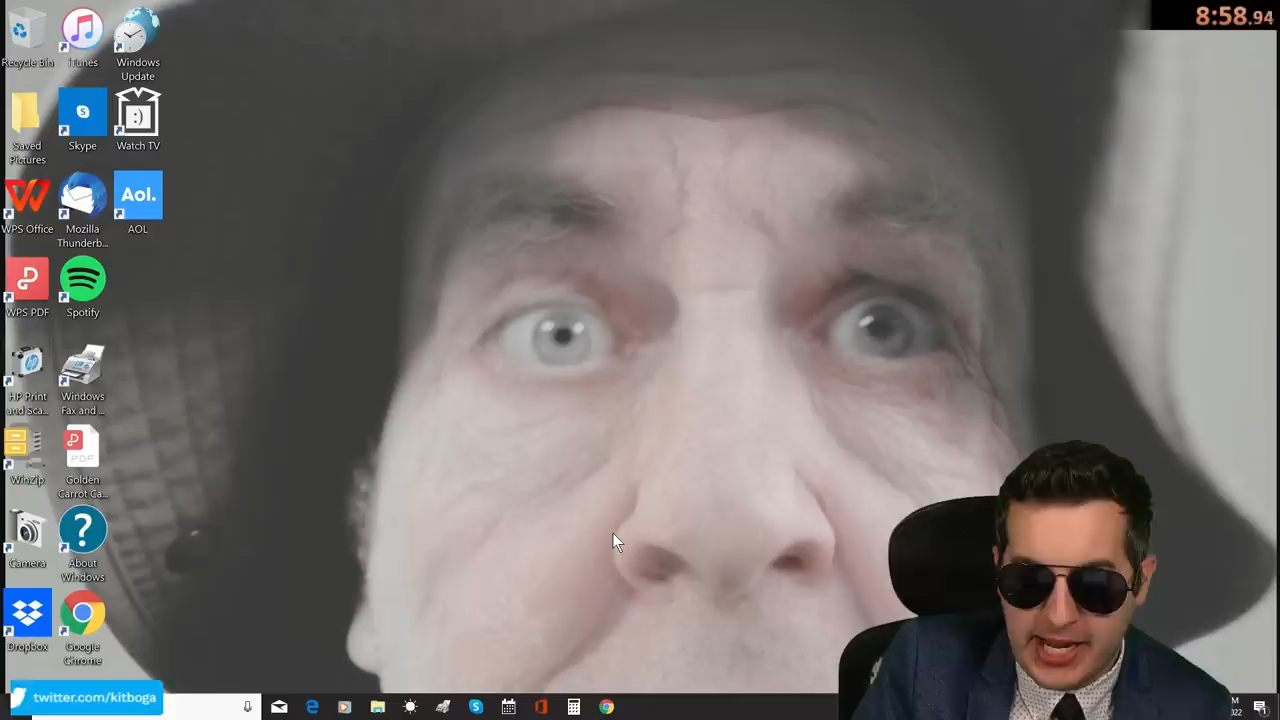 8:58.94
Recycle Bin
iTunes
Windows
Update
Saved
Pictures
Skype
Watch TV
:)
WPS Office
Mozilla
Thunderb...
Aol.
AOL
WPS PDF
Spotify
HP Print
and Sca...
Windows
Fax and ...
WinZip
PDF
Golden
Carrot Ca...
Camera
?
About
Windows
Dropbox
Google
Chrome
twitter.com/kitboga